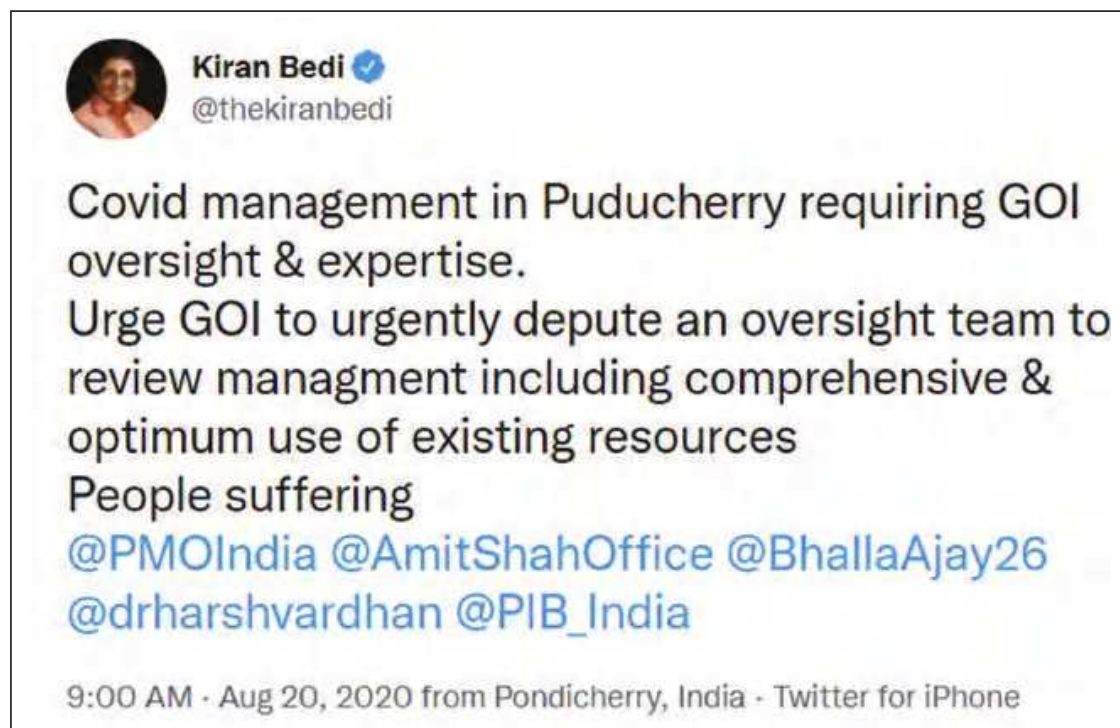 Kiran Bedi
@thekiranbedi
Covid management in Puducherry requiring GOI
oversight & expertise.
Urge GOI to urgently depute an oversight team to
review managment including comprehensive &
optimum use of existing resources
People suffering
@PMOIndia @AmitShahOffice @BhallaAjay26
@drharshvardhan @PIB_India
9:00 AM · Aug 20, 2020 from Pondicherry, India · Twitter for iPhone